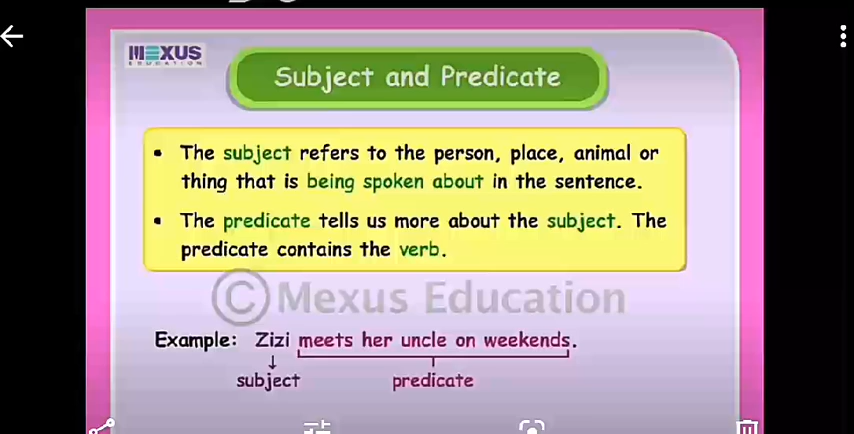 MEXUS
EDUCATION
Subject and Predicate
• The subject refers to the person, place, animal or
thing that is being spoken about in the sentence.
• The predicate tells us more about the subject. The
predicate contains the verb.
© Mexus Education
Example: Zizi meets her uncle on weekends.
subject predicate